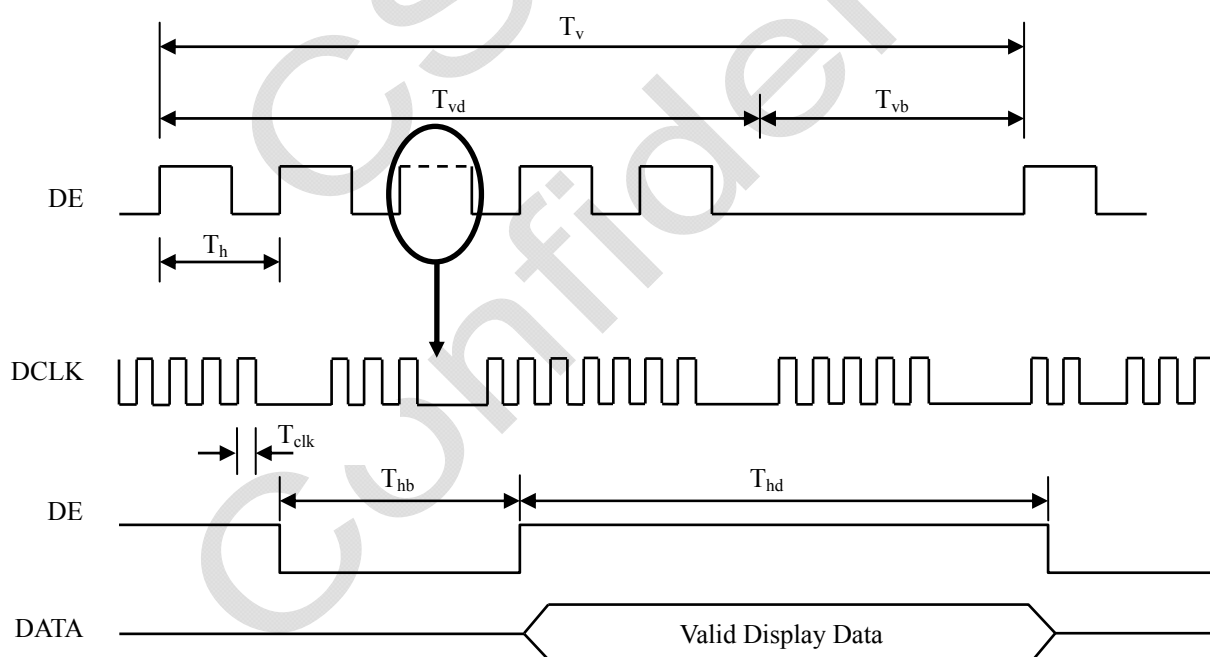 Tv
Tvd
Tvb
DE
Th
DCLK
Tclk
Thb
Thd
DE
DATA
Valid Display Data